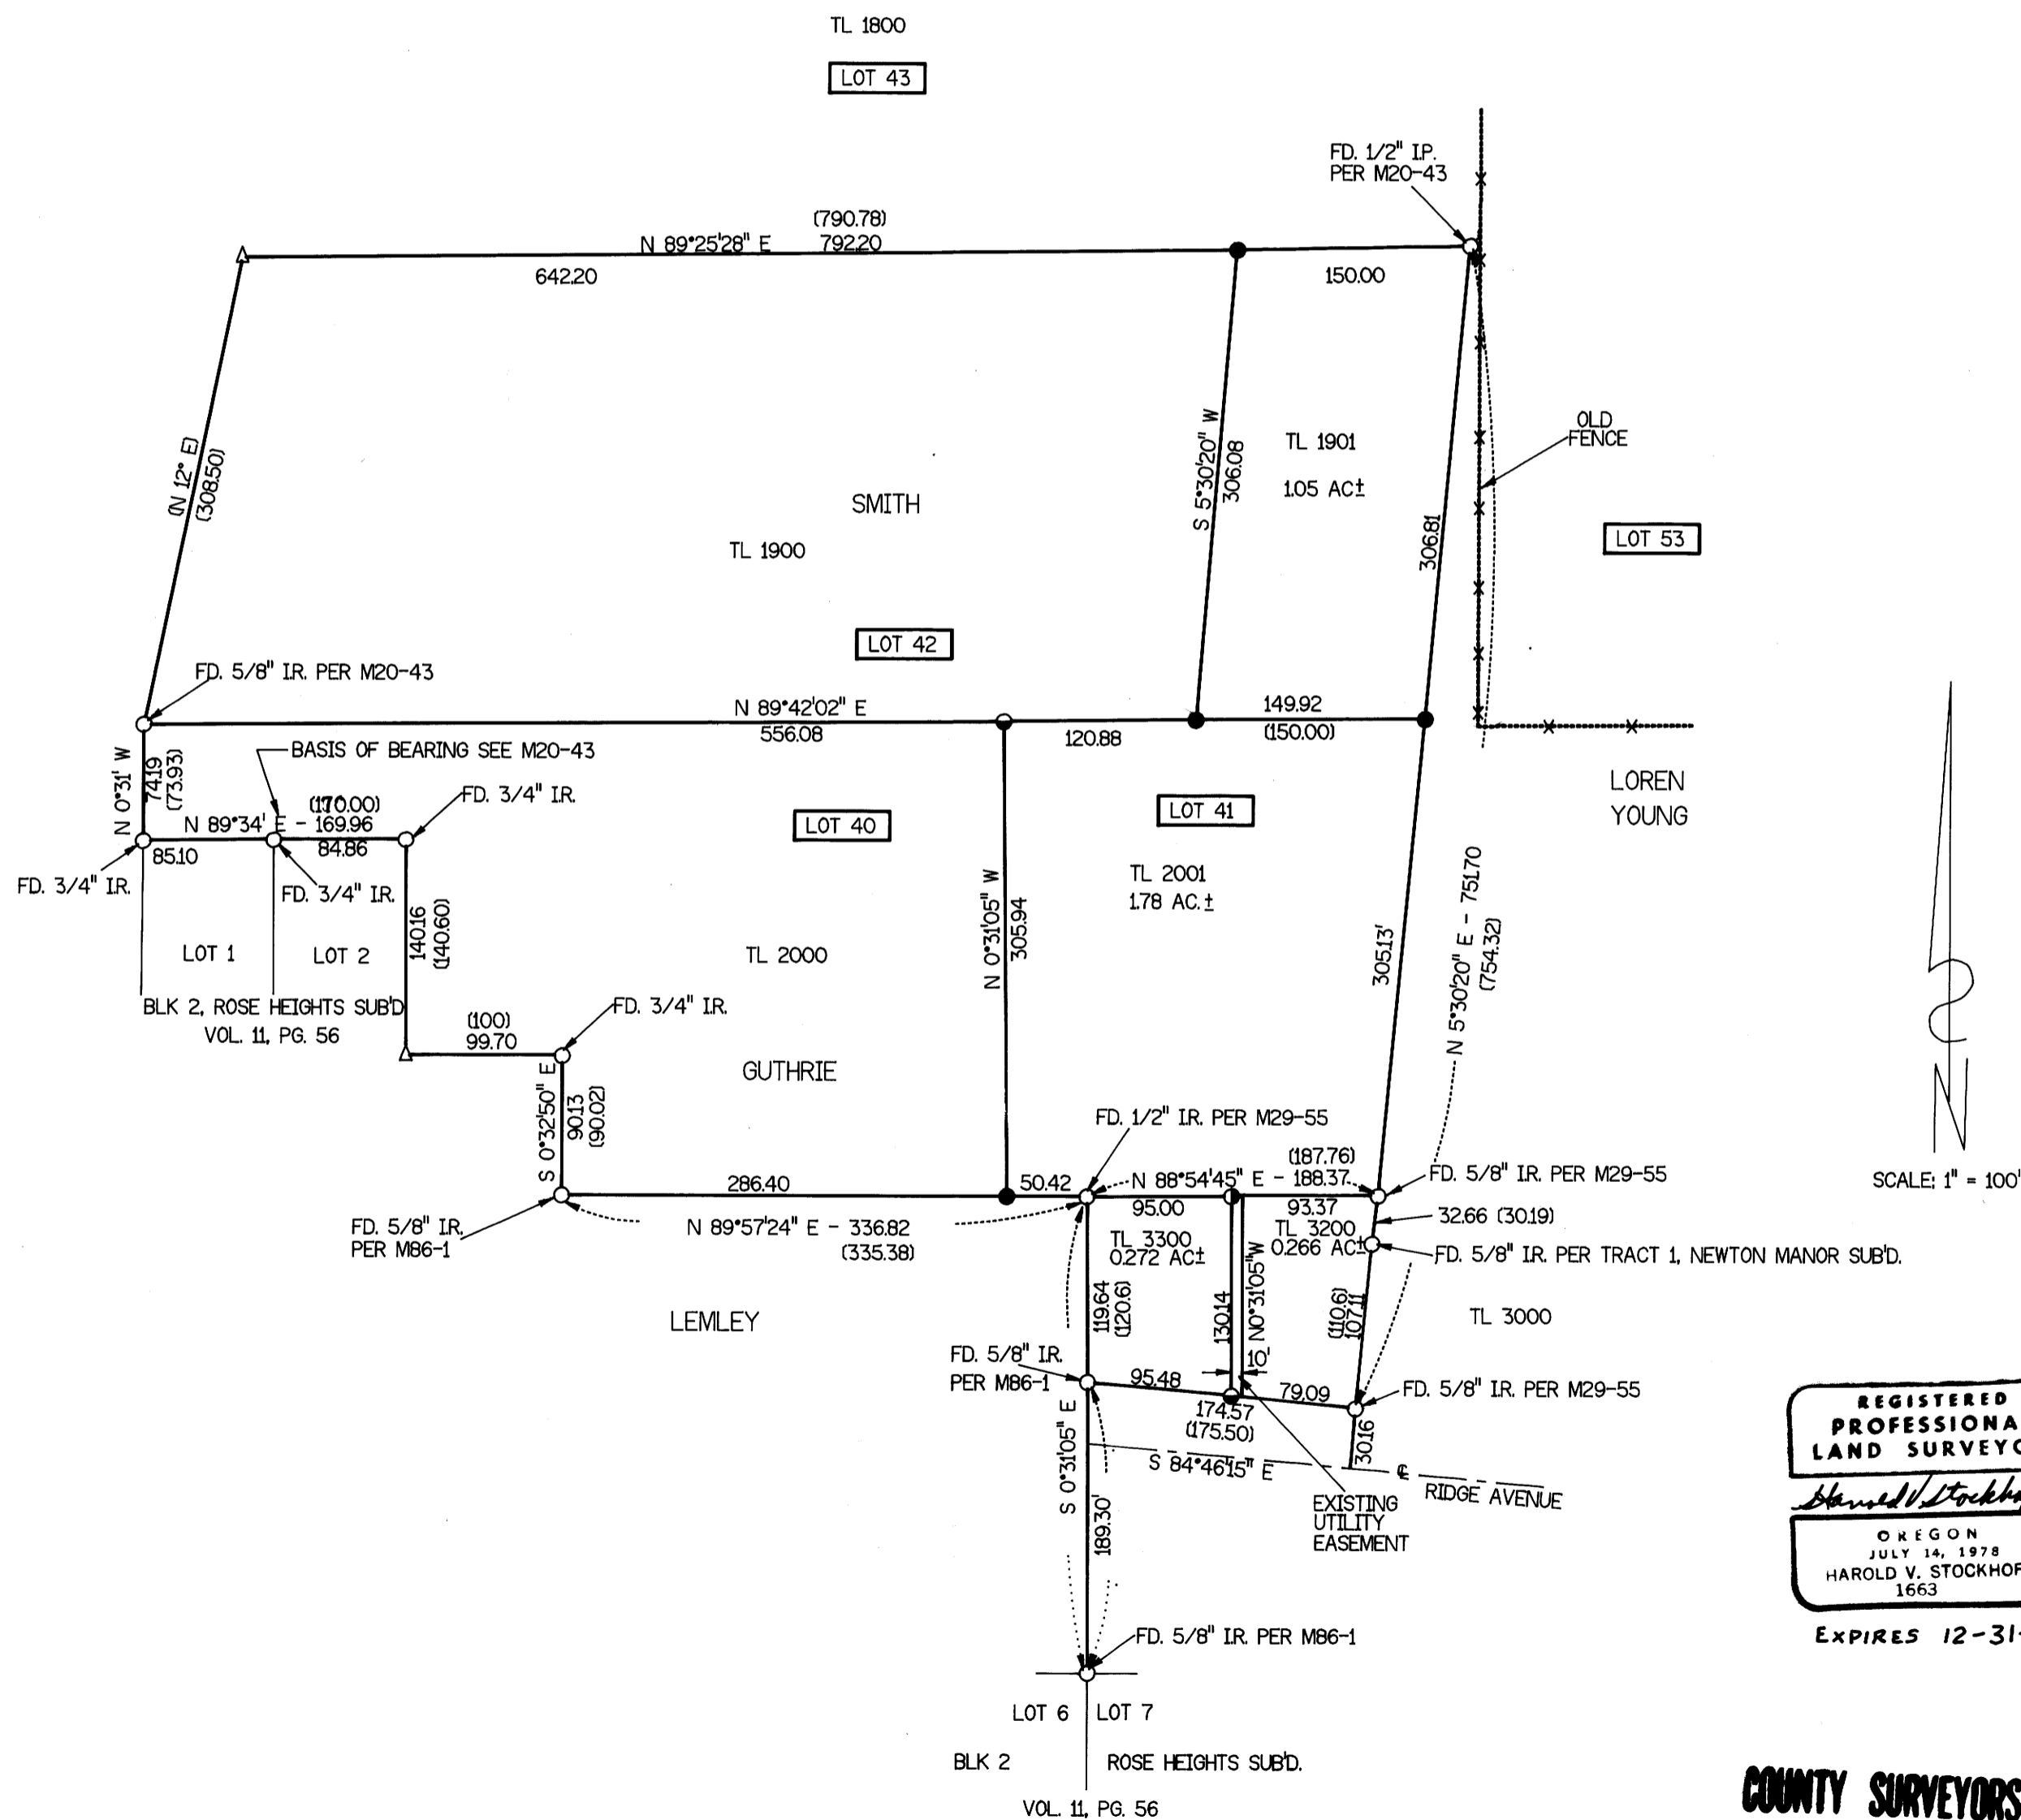 TL 1800
LOT 43
FD. 1/2" I.P.
PER M20-43
(790.78)
N 89°25'28" E 792.20
642.20
150.00
OLD
FENCE
(N 12° E)
(308.50)
S 5°30'20" W
306.08
TL 1901
1.05 AC±
306.81
SMITH
TL 1900
LOT 53
LOT 42
FD. 5/8" I.R. PER M20-43
N 89°42'02" E
556.08
120.88
149.92
(150.00)
BASIS OF BEARING SEE M20-43
N 0°31' W
74.19
(73.93)
(170.00)
N 89°34' E - 169.96
85.10
84.86
FD. 3/4" I.R.
FD. 3/4" I.R.
FD. 3/4" I.R.
LOT 40
LOT 41
LOREN
YOUNG
TL 2001
1.78 AC.±
N 0°31'05" W
305.94
305.13'
N 5°30'20" E - 751.70
(754.32)
140.16
(140.60)
LOT 1
LOT 2
TL 2000
BLK 2, ROSE HEIGHTS SUB'D
VOL. 11, PG. 56
(100)
99.70
FD. 3/4" I.R.
GUTHRIE
S 0°32'50" E
90.13
(90.02)
FD. 1/2" I.R. PER M29-55
(187.76)
N 88°54'45" E - 188.37
FD. 5/8" I.R. PER M29-55
N
SCALE: 1" = 100'
286.40
50.42
95.00
93.37
32.66 (30.19)
FD. 5/8" I.R.
PER M86-1
N 89°57'24" E - 336.82
(335.38)
TL 3300
0.272 AC±
TL 3200
0.266 AC±
FD. 5/8" I.R. PER TRACT 1, NEWTON MANOR SUB'D.
119.64
(120.6)
130.14
N0°31'05"W
(110.6)
107.11
TL 3000
LEMLEY
FD. 5/8" I.R.
PER M86-1
10'
95.48
79.09
FD. 5/8" I.R. PER M29-55
174.57
(175.50)
30.16
S 84°46'15" E
℄
RIDGE AVENUE
S 0°31'05" E
189.30'
EXISTING
UTILITY
EASEMENT
REGISTERED
PROFESSIONA
LAND SURVEYO
Harold V. Stockho
OREGON
JULY 14, 1978
HAROLD V. STOCKHOF
1663
EXPIRES 12-31-
FD. 5/8" I.R. PER M86-1
LOT 6
LOT 7
BLK 2
ROSE HEIGHTS SUB'D.
VOL. 11, PG. 56
COUNTY SURVEYORS